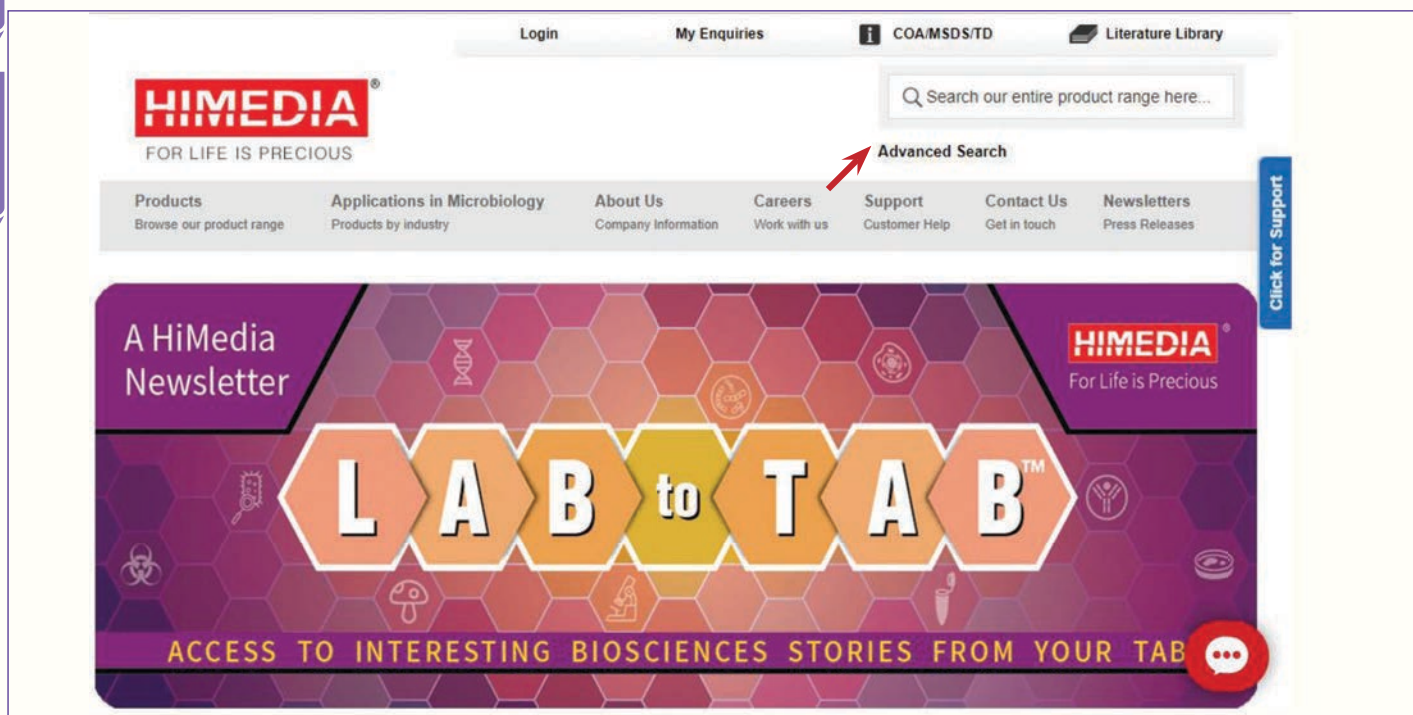 Login My Enquiries i COA/MSDS/TD Literature Library
HIMEDIA®
FOR LIFE IS PRECIOUS
Search our entire product range here...
Advanced Search
Products Applications in Microbiology About Us Careers Support Contact Us Newsletters
Browse our product range Products by industry Company Information Work with us Customer Help Get in touch Press Releases
Click for Support
A HiMedia
Newsletter
HIMEDIA®
For Life is Precious
LAB to TAB™
ACCESS TO INTERESTING BIOSCIENCES STORIES FROM YOUR TAB